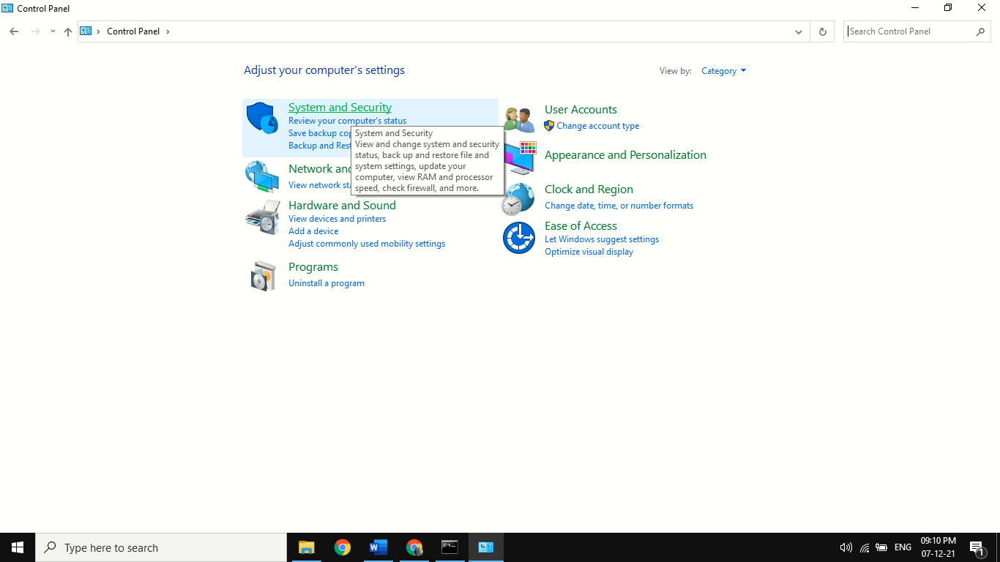 Control Panel
Control Panel
Search Control Panel
Adjust your computer's settings
View by: Category
System and Security
Review your computer's status
Save backup cop
Backup and Rest
System and Security
View and change system and security
status, back up and restore file and
system settings, update your
computer, view RAM and processor
speed, check firewall, and more.
Network and
View network sta
Hardware and Sound
View devices and printers
Add a device
Adjust commonly used mobility settings
Programs
Uninstall a program
User Accounts
Change account type
Appearance and Personalization
Clock and Region
Change date, time, or number formats
Ease of Access
Let Windows suggest settings
Optimize visual display
Type here to search
ENG
09:10 PM
07-12-21
1